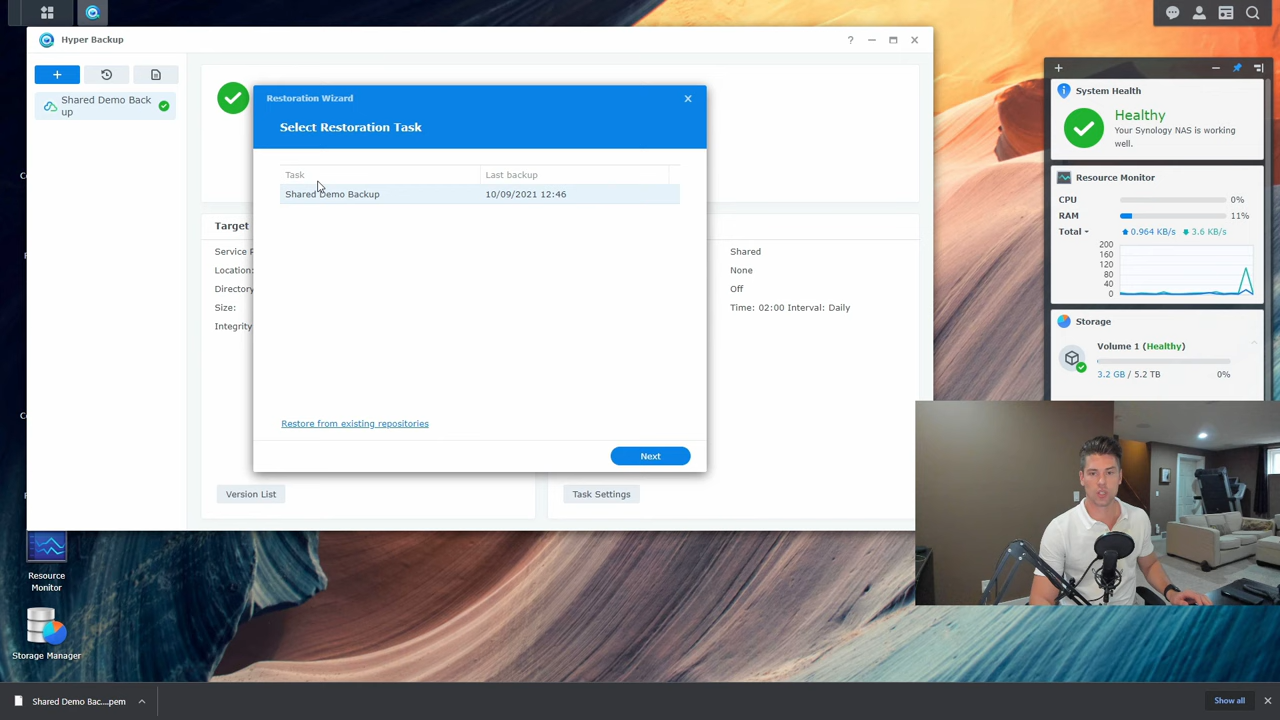 Hyper Backup
Shared Demo Back
up
Restoration Wizard
Select Restoration Task
Task
Last backup
Shared Demo Backup
10/09/2021 12:46
Restore from existing repositories
Next
Target
Location:
Directory
Size:
Integrity
Shared
None
Off
Time: 02:00 Interval: Daily
Version List
Task Settings
System Health
Healthy
Your Synology NAS is working
well.
Resource Monitor
CPU
0%
RAM
11%
Total
0.964 KB/s
3.6 KB/s
200
160
120
80
40
0
Storage
Volume 1 (Healthy)
3.2 GB / 5.2 TB
0%
Resource
Monitor
Storage Manager
Shared Demo Bac....pem
Show all